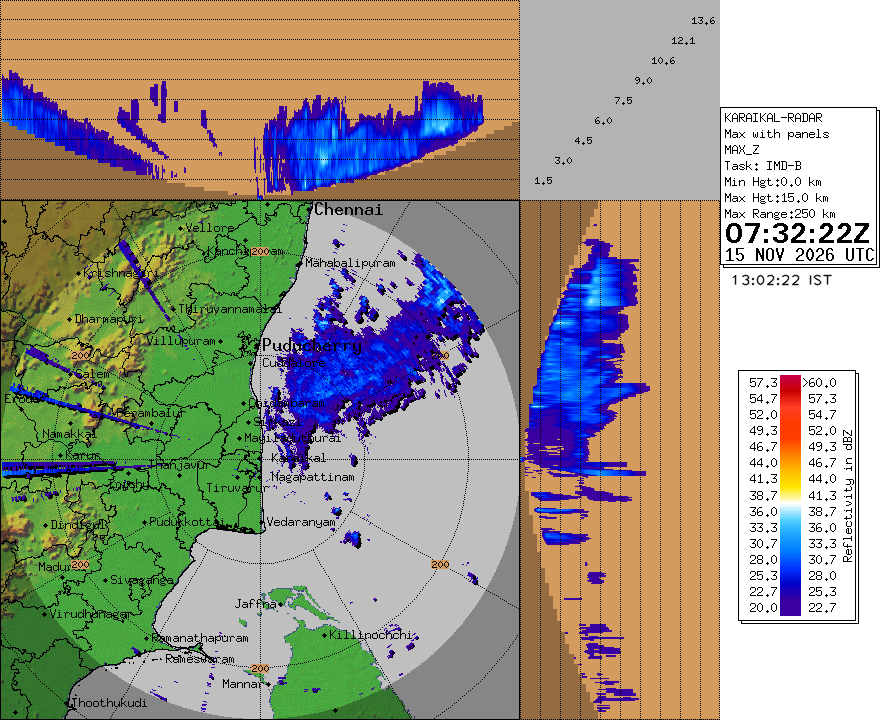 13.6
12.1
10.6
9.0
7.5
6.0
4.5
3.0
1.5
KARAIKAL-RADAR
Max with panels
MAX_Z
Task: IMD-B
Min Hgt:0.0 km
Max Hgt:15.0 km
Max Range:250 km
07:32:22Z
15 NOV 2026 UTC
13:02:22 IST
Chennai
Vellore
200
Mahabalipuram
Krishnagiri
Thiruvannamalai
Dharmapuri
Villupuram
Puducherry
200
200
Salem
Perambalur
Namakkal
Karur
Karaikal
Thanjavur
Nagapattinam
Tiruvarur
Pudukkottai
Vedaranyam
Dindigul
200
200
Sivaganga
Jaffna
Virudhunagar
Ramanathapuram
Killinochchi
Rameswaram
200
Mannar
Thoothukudi
57.3 >60.0
54.7 57.3
52.0 54.7
49.3 52.0
46.7 49.3
44.0 46.7
41.3 44.0
38.7 41.3
36.0 38.7
33.3 36.0
30.7 33.3
28.0 30.7
25.3 28.0
22.7 25.3
20.0 22.7
Reflectivity in dBZ